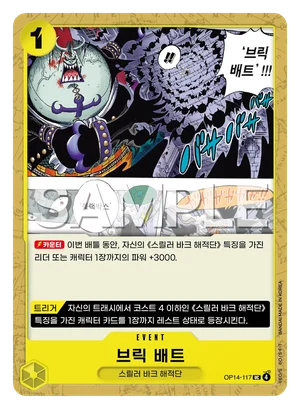 1
'브릭
배트'!!!
!!
SAMPLE
카운터 이번 배틀 동안, 자신의 《스릴러 바크 해적단》 특징을 가진
리더 또는 캐릭터 1장까지의 파워 +3000.
트리거 자신의 트래시에서 코스트 4 이하인 《스릴러 바크 해적단》
특징을 가진 캐릭터 카드를 1장까지 레스트 상태로 등장시킨다.
EVENT
브릭 배트
스릴러 바크 해적단
OP14-117 UC 4